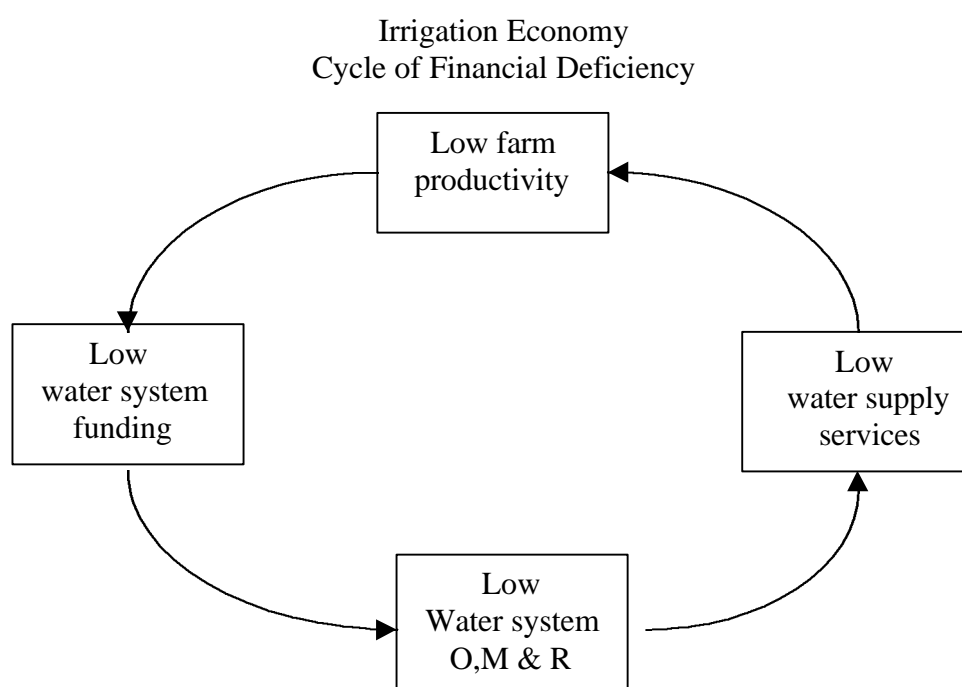 Irrigation Economy
Cycle of Financial Deficiency
Low farm
productivity
Low
water system
funding
Low
water supply
services
Low
Water system
O,M & R